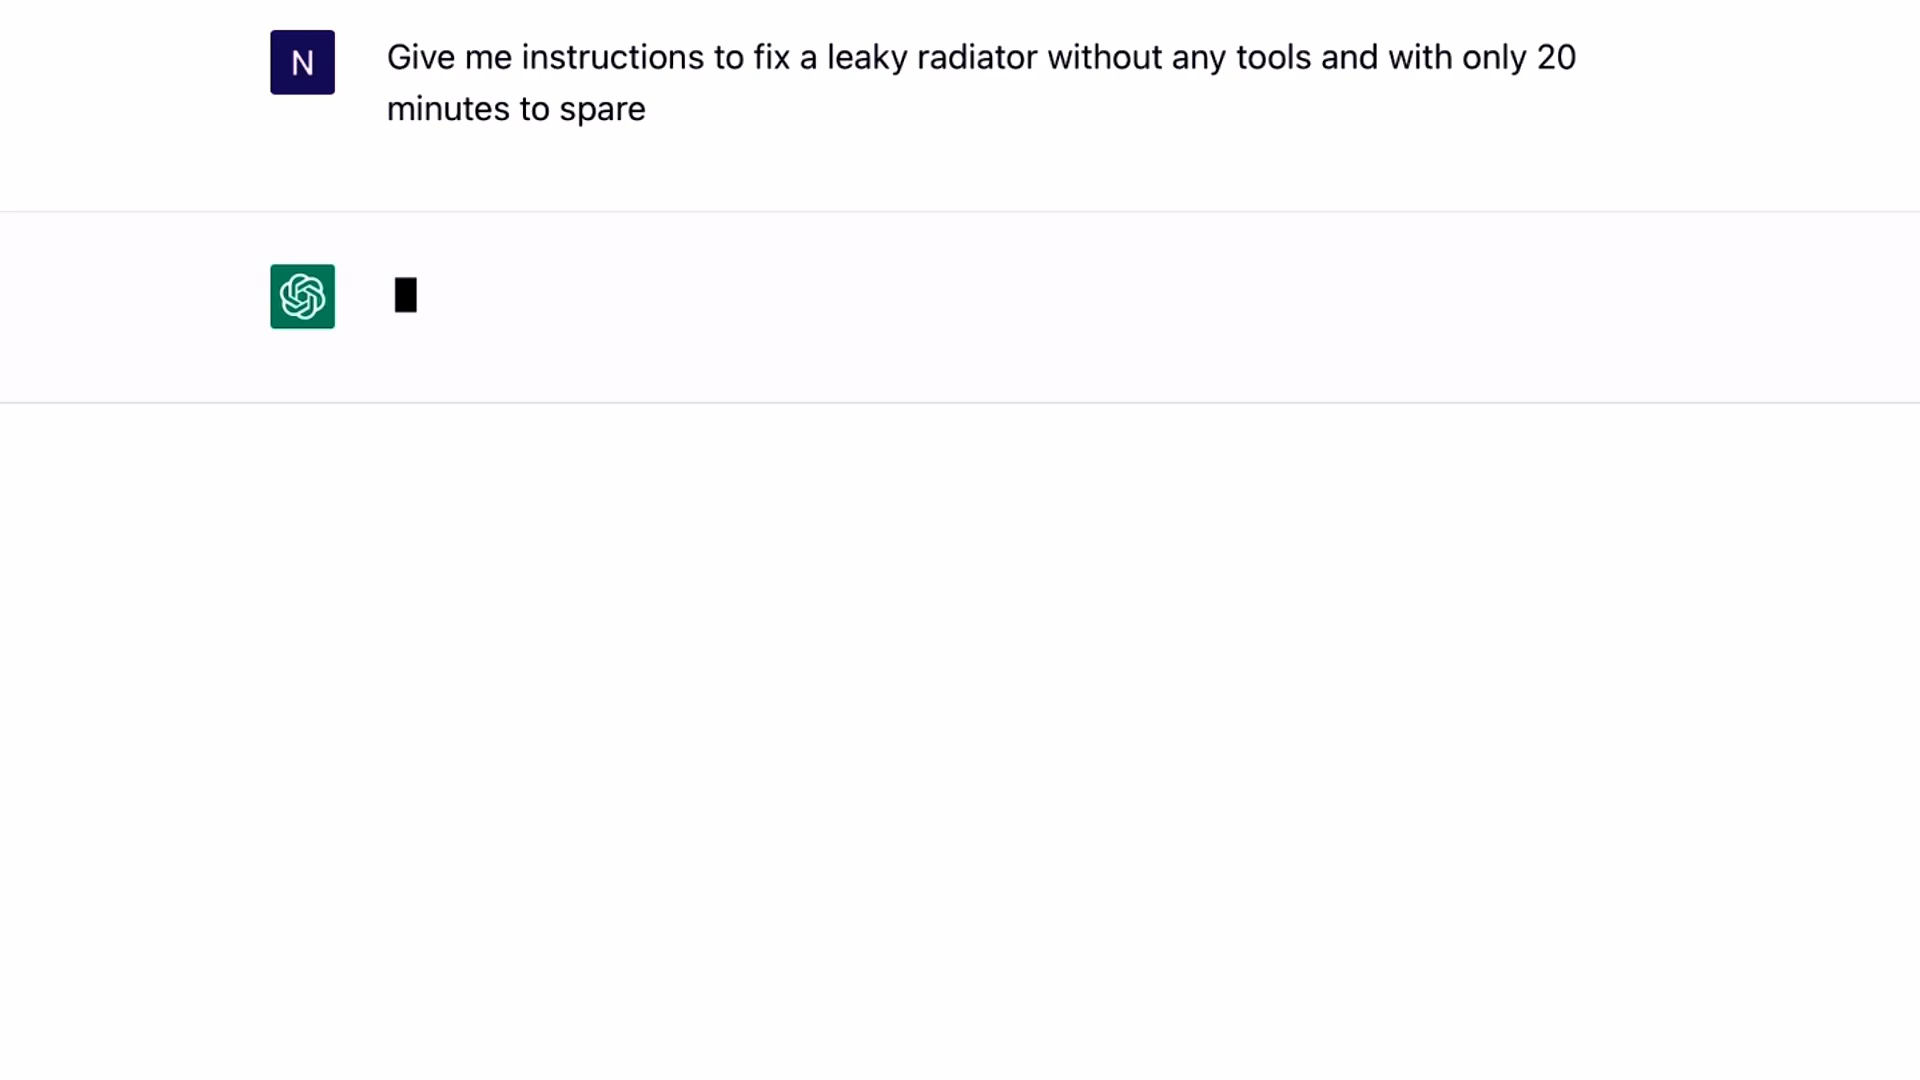 N
Give me instructions to fix a leaky radiator without any tools and with only 20
minutes to spare